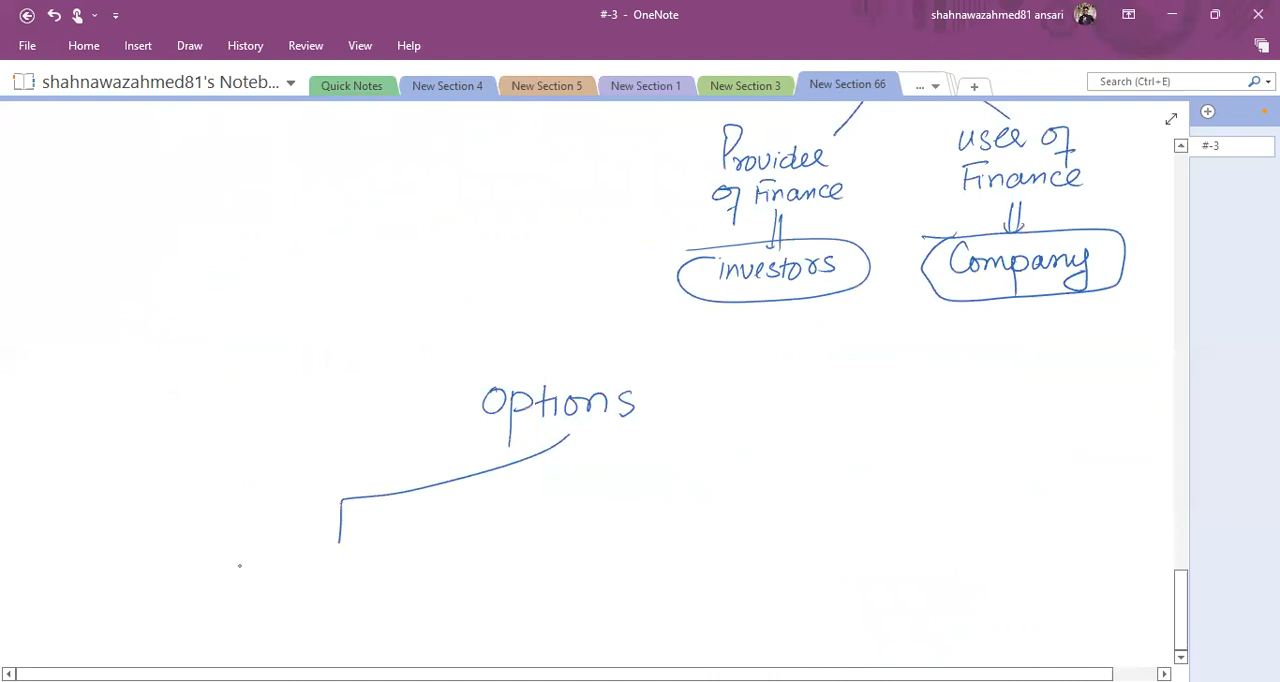 #-3 - OneNote
shahnawazahmed81 ansari
File Home Insert Draw History Review View Help
shahnawazahmed81's Noteb... Quick Notes New Section 4 New Section 5 New Section 1 New Section 3 New Section 66 ... + Search (Ctrl+E)
#-3
Provider
of Finance
investors
user of
Finance
Company
Options